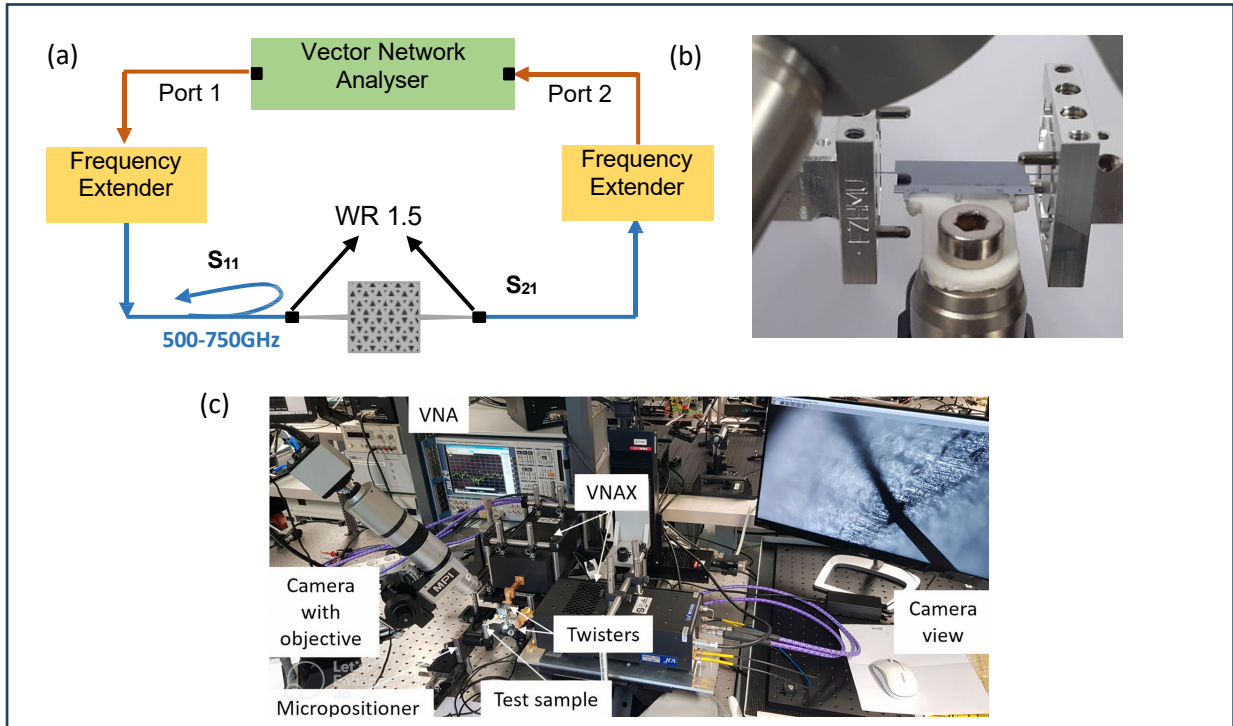 (a)
Vector Network
Analyser
Port 1
Port 2
Frequency
Extender
Frequency
Extender
WR 1.5
S11
S21
500-750GHz
(b)
(c)
VNA
VNAX
MPI
Camera
with
objective
Twisters
Camera
view
Test sample
Micropositioner